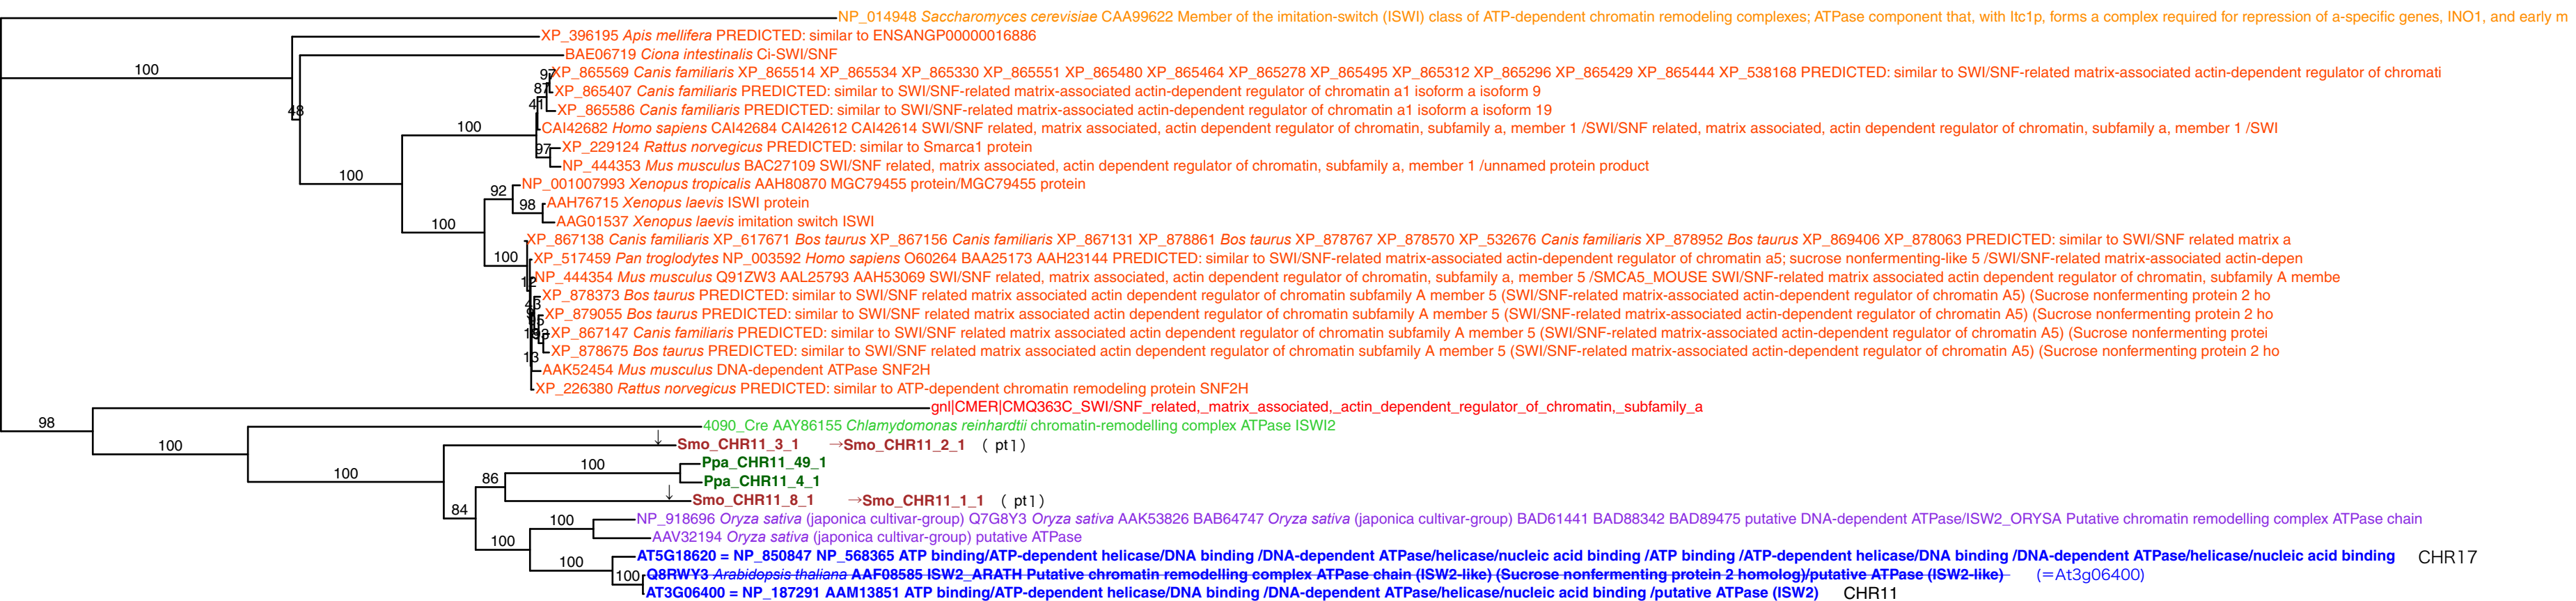 NP_014948 Saccharomyces cerevisiae CAA99622 Member of the imitation-switch (ISWI) class of ATP-dependent chromatin remodeling complexes; ATPase component that, with Itc1p, forms a complex required for repression of a-specific genes, INO1, and early m
XP_396195 Apis mellifera PREDICTED: similar to ENSANGP00000016886
BAE06719 Ciona intestinalis Ci-SWI/SNF
100
97
XP_865569 Canis familiaris XP_865514 XP_865534 XP_865330 XP_865551 XP_865480 XP_865464 XP_865278 XP_865495 XP_865312 XP_865296 XP_865429 XP_865444 XP_538168 PREDICTED: similar to SWI/SNF-related matrix-associated actin-dependent regulator of chromati
87 XP_865407 Canis familiaris PREDICTED: similar to SWI/SNF-related matrix-associated actin-dependent regulator of chromatin a1 isoform a isoform 9
48
41
XP_865586 Canis familiaris PREDICTED: similar to SWI/SNF-related matrix-associated actin-dependent regulator of chromatin a1 isoform a isoform 19
100
CAI42682 Homo sapiens CAI42684 CAI42612 CAI42614 SWI/SNF related, matrix associated, actin dependent regulator of chromatin, subfamily a, member 1 /SWI/SNF related, matrix associated, actin dependent regulator of chromatin, subfamily a, member 1 /SWI
97 XP_229124 Rattus norvegicus PREDICTED: similar to Smarca1 protein
NP_444353 Mus musculus BAC27109 SWI/SNF related, matrix associated, actin dependent regulator of chromatin, subfamily a, member 1 /unnamed protein product
100
92 NP_001007993 Xenopus tropicalis AAH80870 MGC79455 protein/MGC79455 protein
98 AAH76715 Xenopus laevis ISWI protein
100
AAG01537 Xenopus laevis imitation switch ISWI
XP_867138 Canis familiaris XP_617671 Bos taurus XP_867156 Canis familiaris XP_867131 XP_878861 Bos taurus XP_878767 XP_878570 XP_532676 Canis familiaris XP_878952 Bos taurus XP_869406 XP_878063 PREDICTED: similar to SWI/SNF related matrix a
100 XP_517459 Pan troglodytes NP_003592 Homo sapiens O60264 BAA25173 AAH23144 PREDICTED: similar to SWI/SNF-related matrix-associated actin-dependent regulator of chromatin a5; sucrose nonfermenting-like 5 /SWI/SNF-related matrix-associated actin-depen
12 NP_444354 Mus musculus Q91ZW3 AAL25793 AAH53069 SWI/SNF related, matrix associated, actin dependent regulator of chromatin, subfamily a, member 5 /SMCA5_MOUSE SWI/SNF-related matrix associated actin dependent regulator of chromatin, subfamily A membe
XP_878373 Bos taurus PREDICTED: similar to SWI/SNF related matrix associated actin dependent regulator of chromatin subfamily A member 5 (SWI/SNF-related matrix-associated actin-dependent regulator of chromatin A5) (Sucrose nonfermenting protein 2 ho
XP_879055 Bos taurus PREDICTED: similar to SWI/SNF related matrix associated actin dependent regulator of chromatin subfamily A member 5 (SWI/SNF-related matrix-associated actin-dependent regulator of chromatin A5) (Sucrose nonfermenting protein 2 ho
XP_867147 Canis familiaris PREDICTED: similar to SWI/SNF related matrix associated actin dependent regulator of chromatin subfamily A member 5 (SWI/SNF-related matrix-associated actin-dependent regulator of chromatin A5) (Sucrose nonfermenting protei
13 XP_878675 Bos taurus PREDICTED: similar to SWI/SNF related matrix associated actin dependent regulator of chromatin subfamily A member 5 (SWI/SNF-related matrix-associated actin-dependent regulator of chromatin A5) (Sucrose nonfermenting protein 2 ho
AAK52454 Mus musculus DNA-dependent ATPase SNF2H
XP_226380 Rattus norvegicus PREDICTED: similar to ATP-dependent chromatin remodeling protein SNF2H
gnl|CMER|CMQ363C_SWI/SNF_related,_matrix_associated,_actin_dependent_regulator_of_chromatin,_subfamily_a
98
4090_Cre AAY86155 Chlamydomonas reinhardtii chromatin-remodelling complex ATPase ISWI2
100
↓ Smo_CHR11_3_1 →Smo_CHR11_2_1 ( pt1)
100 Ppa_CHR11_49_1
100
86 Ppa_CHR11_4_1
↓ Smo_CHR11_8_1 →Smo_CHR11_1_1 ( pt1)
84
100 NP_918696 Oryza sativa (japonica cultivar-group) Q7G8Y3 Oryza sativa AAK53826 BAB64747 Oryza sativa (japonica cultivar-group) BAD61441 BAD88342 BAD89475 putative DNA-dependent ATPase/ISW2_ORYSA Putative chromatin remodelling complex ATPase chain
AAV32194 Oryza sativa (japonica cultivar-group) putative ATPase
100
AT5G18620 = NP_850847 NP_568365 ATP binding/ATP-dependent helicase/DNA binding /DNA-dependent ATPase/helicase/nucleic acid binding /ATP binding /ATP-dependent helicase/DNA binding /DNA-dependent ATPase/helicase/nucleic acid binding CHR17
100
100 Q8RWY3 Arabidopsis thaliana AAF08585 ISW2_ARATH Putative chromatin remodelling complex ATPase chain (ISW2-like) (Sucrose nonfermenting protein 2 homolog)/putative ATPase (ISW2-like) (=At3g06400)
AT3G06400 = NP_187291 AAM13851 ATP binding/ATP-dependent helicase/DNA binding /DNA-dependent ATPase/helicase/nucleic acid binding /putative ATPase (ISW2) CHR11